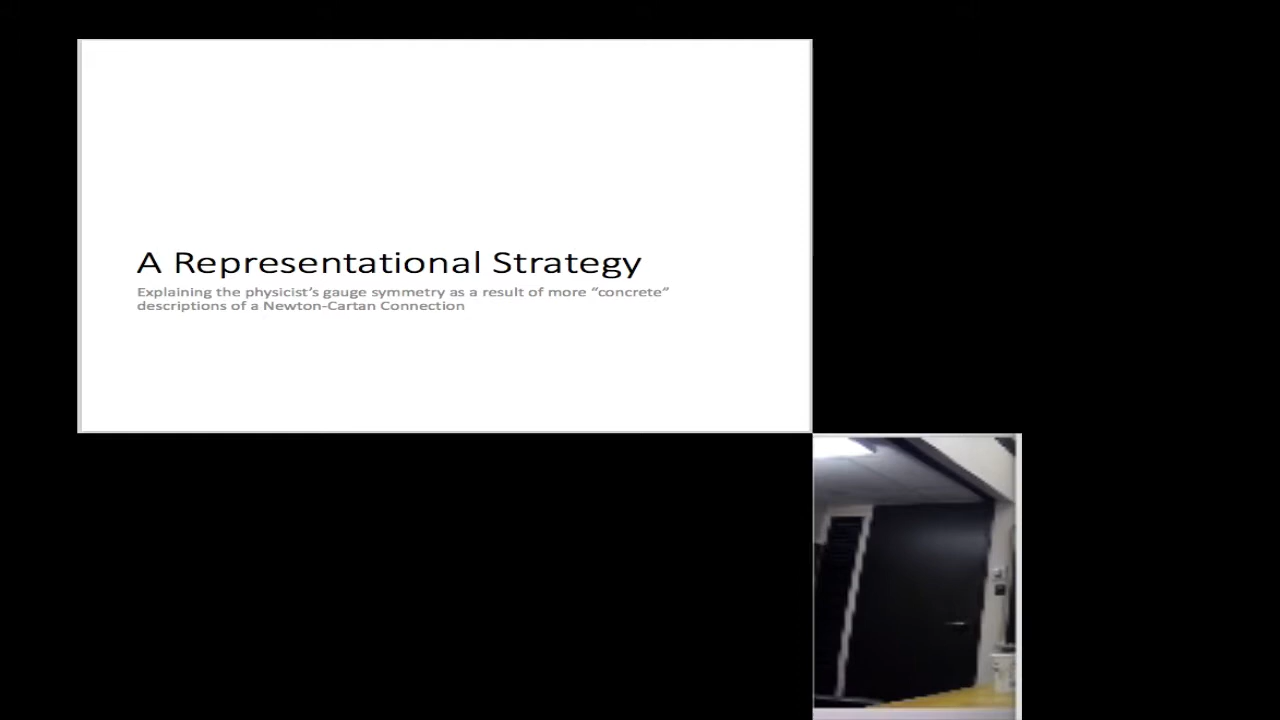 A Representational Strategy
Explaining the physicist’s gauge symmetry as a result of more “concrete”
descriptions of a Newton-Cartan Connection